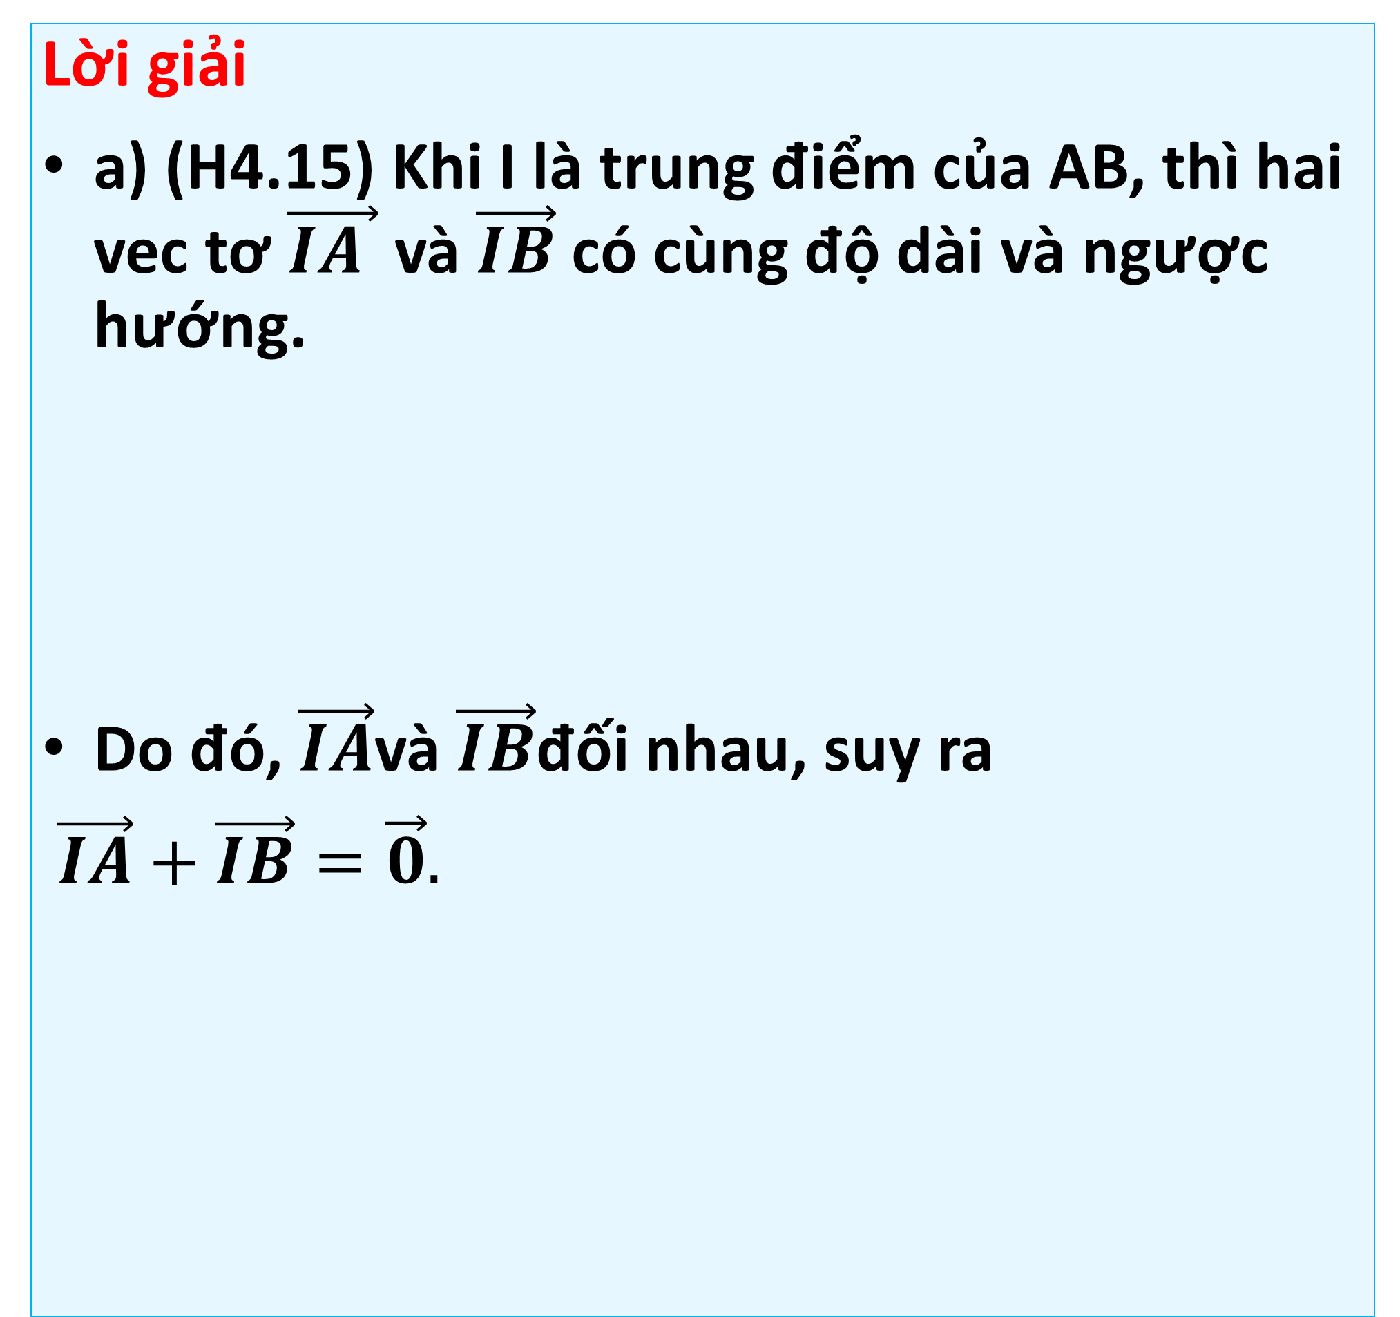 Lời giải
• a) (H4.15) Khi I là trung điểm của AB, thì hai
vec tơ $\overrightarrow{IA}$ và $\overrightarrow{IB}$ có cùng độ dài và ngược
hướng.
• Do đó, $\overrightarrow{IA}$và $\overrightarrow{IB}$đối nhau, suy ra
$\overrightarrow{IA} + \overrightarrow{IB} = \overrightarrow{0}$.